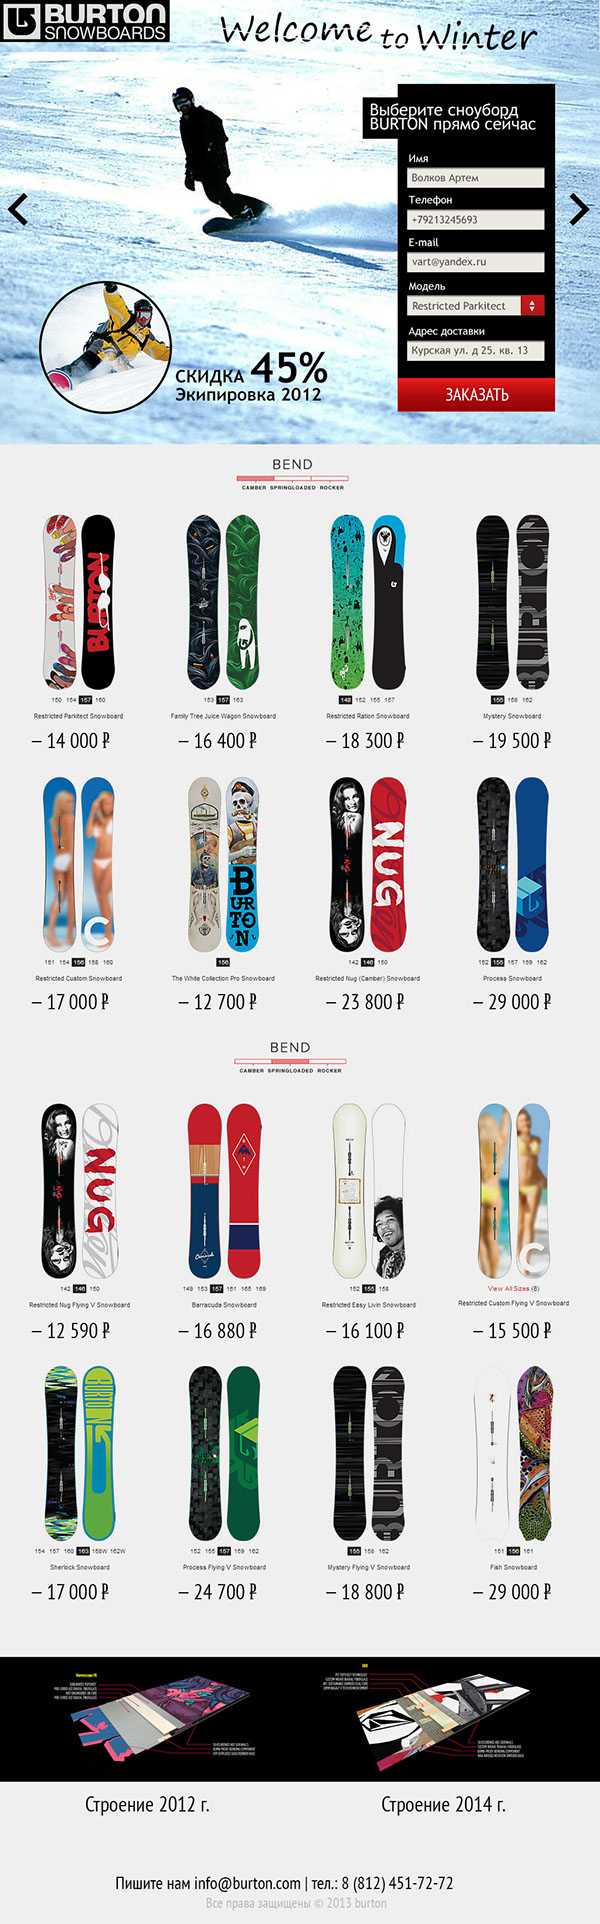 BURTON
SNOWBOARDS
Welcome to Winter
Выберите сноуборд
BURTON прямо сейчас
Имя
Волков Артем
Телефон
+79213245693
E-mail
vart@yandex.ru
Модель
Restricted Parkitect
Адрес доставки
Курская ул. д 25. кв. 13
ЗАКАЗАТЬ
СКИДКА 45%
Экипировка 2012
BEND
CAMBER SPRINGLOADED ROCKER
BURTON
BURTON
150 154 157 160
153 157 163
148 152 155 157
155 158 162
Restricted Parkitect Snowboard
Family Tree Juice Wagon Snowboard
Restricted Ration Snowboard
Mystery Snowboard
– 14 000 ₽
– 16 400 ₽
– 18 300 ₽
– 19 500 ₽
C
BURTON
NUG
151 154 156 158 160
156
142 146 150
152 155 157 159 162
Restricted Custom Snowboard
The White Collection Pro Snowboard
Restricted Nug (Camber) Snowboard
Process Snowboard
– 17 000 ₽
– 12 700 ₽
– 23 800 ₽
– 29 000 ₽
BEND
CAMBER SPRINGLOADED ROCKER
NUG
C
142 146 150
149 153 157 161 165 169
152 155 158
View All Sizes (8)
Restricted Nug Flying V Snowboard
Barracuda Snowboard
Restricted Easy Livin Snowboard
Restricted Custom Flying V Snowboard
– 12 590 ₽
– 16 880 ₽
– 16 100 ₽
– 15 500 ₽
BURTON
BURTON
154 157 160 163 158W 162W
152 155 157 159 162
155 158 162
151 156 161
Sherlock Snowboard
Process Flying V Snowboard
Mystery Flying V Snowboard
Fish Snowboard
– 17 000 ₽
– 24 700 ₽
– 18 800 ₽
– 29 000 ₽
Строение 2012 г.
Строение 2014 г.
Пишите нам info@burton.com | тел.: 8 (812) 451-72-72
Все права защищены © 2013 burton